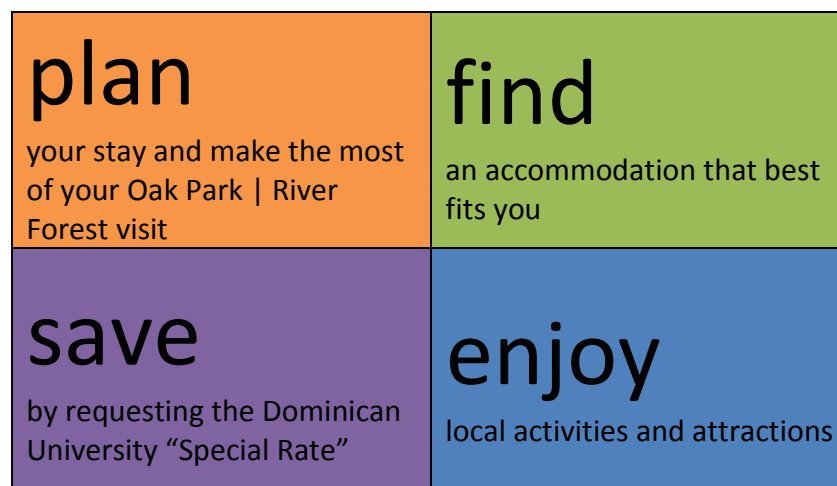 plan
your stay and make the most
of your Oak Park | River
Forest visit
find
an accommodation that best
fits you
save
by requesting the Dominican
University “Special Rate”
enjoy
local activities and attractions